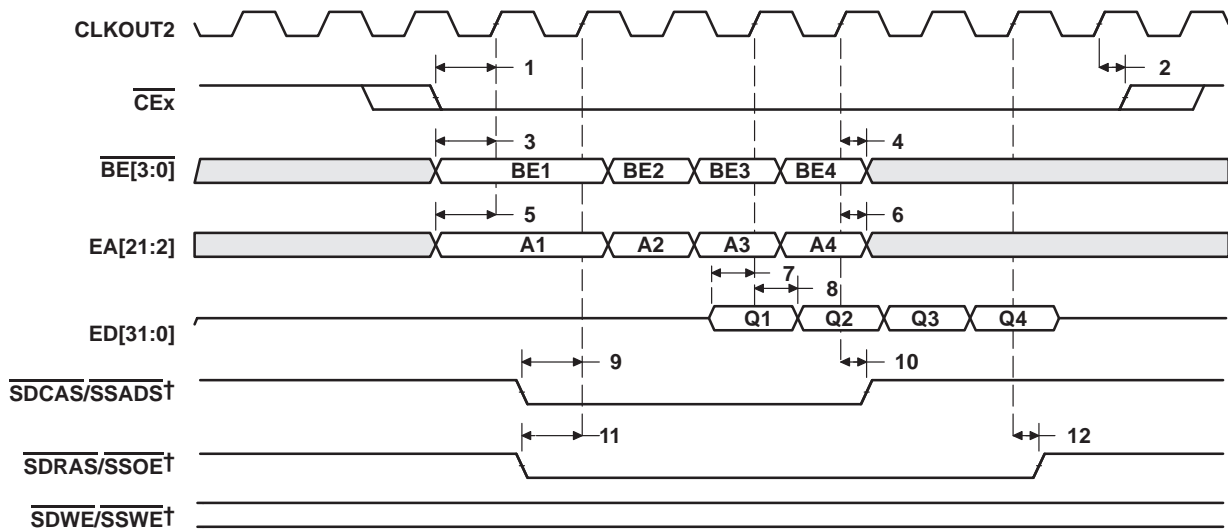 CLKOUT2
1
2
CEx
3
4
BE[3:0]
BE1 BE2 BE3 BE4
5
6
EA[21:2]
A1 A2 A3 A4
7
8
ED[31:0]
Q1 Q2 Q3 Q4
9
10
SDCAS/SSADS†
11
12
SDRAS/SSOE†
SDWE/SSWE†